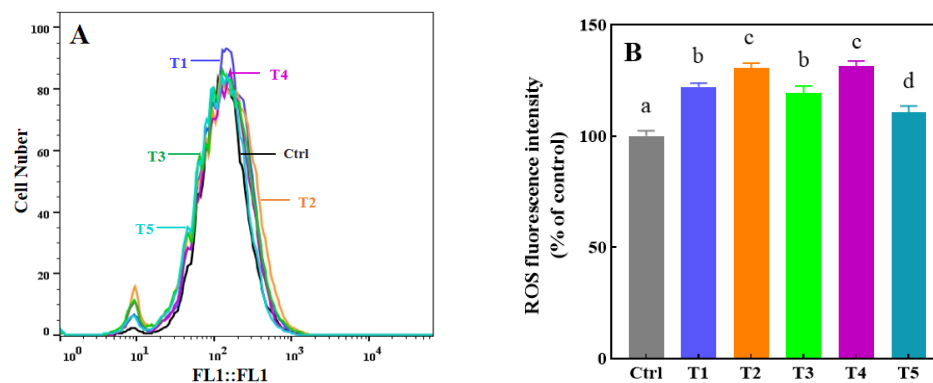 A
100
80
60
40
20
0
Cell Nuber
T1
T4
T3
Ctrl
T2
T5
10⁰
10¹
10²
10³
10⁴
FL1::FL1
B
150
100
50
0
ROS fluorescence intensity
(% of control)
a
b
c
b
c
d
Ctrl T1 T2 T3 T4 T5